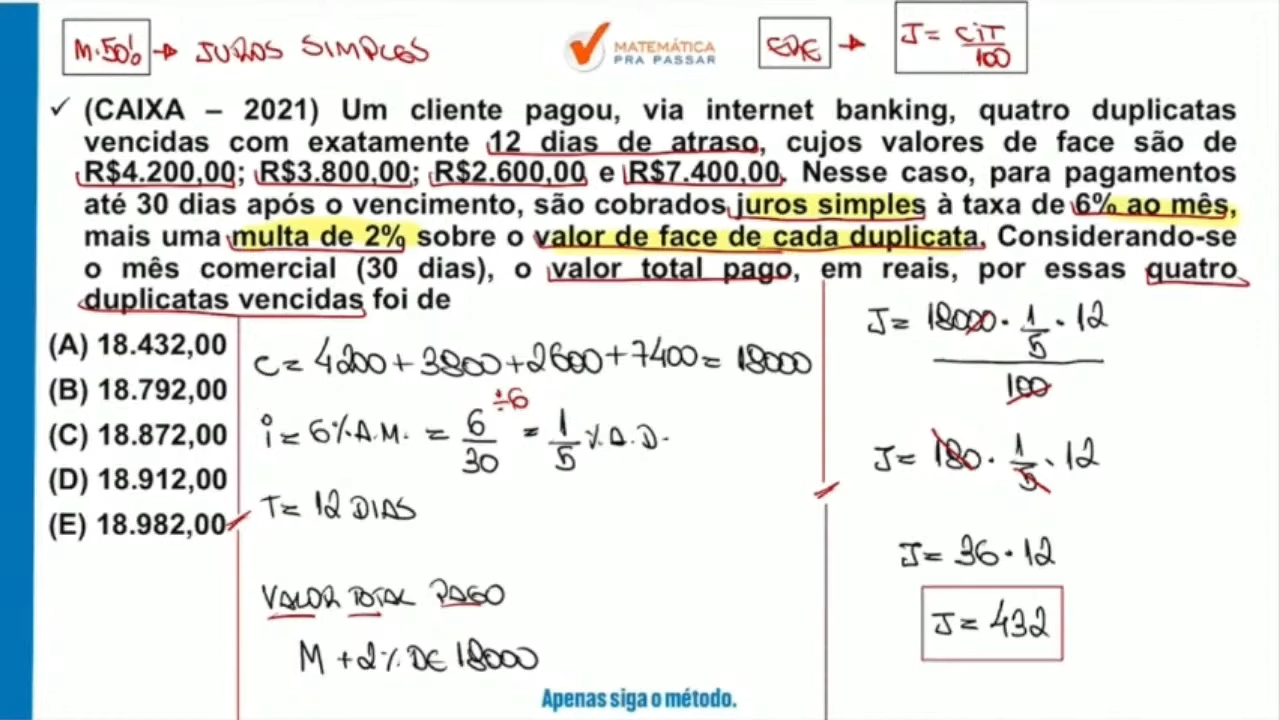 M.50% → JUROS SIMPLES
MATEMÁTICA
PRA PASSAR
EPE → J = CiT/100
✓ (CAIXA – 2021) Um cliente pagou, via internet banking, quatro duplicatas
vencidas com exatamente 12 dias de atraso, cujos valores de face são de
R$4.200,00; R$3.800,00; R$2.600,00 e R$7.400,00. Nesse caso, para pagamentos
até 30 dias após o vencimento, são cobrados juros simples à taxa de 6% ao mês,
mais uma multa de 2% sobre o valor de face de cada duplicata. Considerando-se
o mês comercial (30 dias), o valor total pago, em reais, por essas quatro
duplicatas vencidas foi de
(A) 18.432,00
(B) 18.792,00
(C) 18.872,00
(D) 18.912,00
(E) 18.982,00
C = 4200 + 3800 + 2600 + 7400 = 18000
i = 6% A.M. = 6/30 ÷6 = 1/5 % A.D.
T = 12 DIAS
VALOR TOTAL PAGO
M + 2% DE 18000
J = 18000 · 1/5 · 12
100
J = 180 · 1/5 · 12
J = 36 · 12
J = 432
Apenas siga o método.